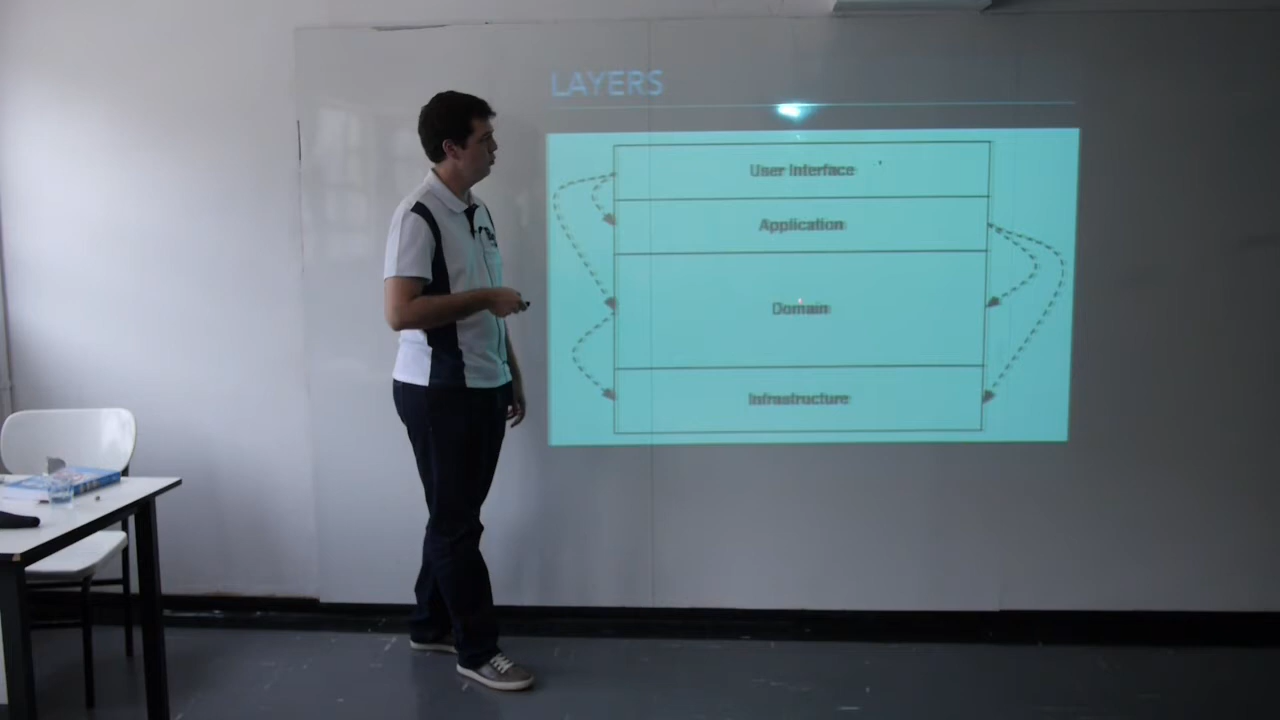 LAYERS
User Interface
Application
Domain
Infrastructure